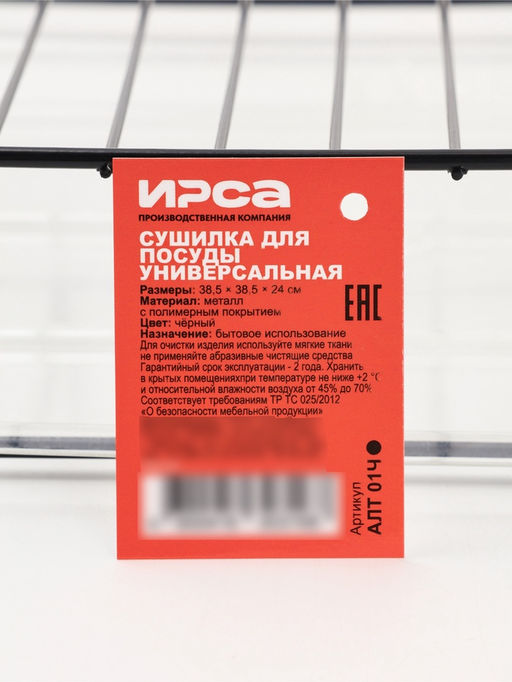 ИРСА
ПРОИЗВОДСТВЕННАЯ КОМПАНИЯ
СУШИЛКА ДЛЯ
ПОСУДЫ
УНИВЕРСАЛЬНАЯ
Размеры: 38,5 × 38.5 × 24 см
Материал: металл
с полимерным покрытием
Цвет: чёрный
Назначение: бытовое использование
Для очистки изделия используйте мягкие ткани
не применяйте абразивные чистящие средства
Гарантийный срок эксплуатации - 2 года. Хранить
в крытых помещенияхпри температуре не ниже +2 °С
и относительной влажности воздуха от 45% до 70%
Соответствует требованиям ТР ТС 025/2012
«О безопасности мебельной продукции»
ЕАС
Артикул
АЛТ 01Ч